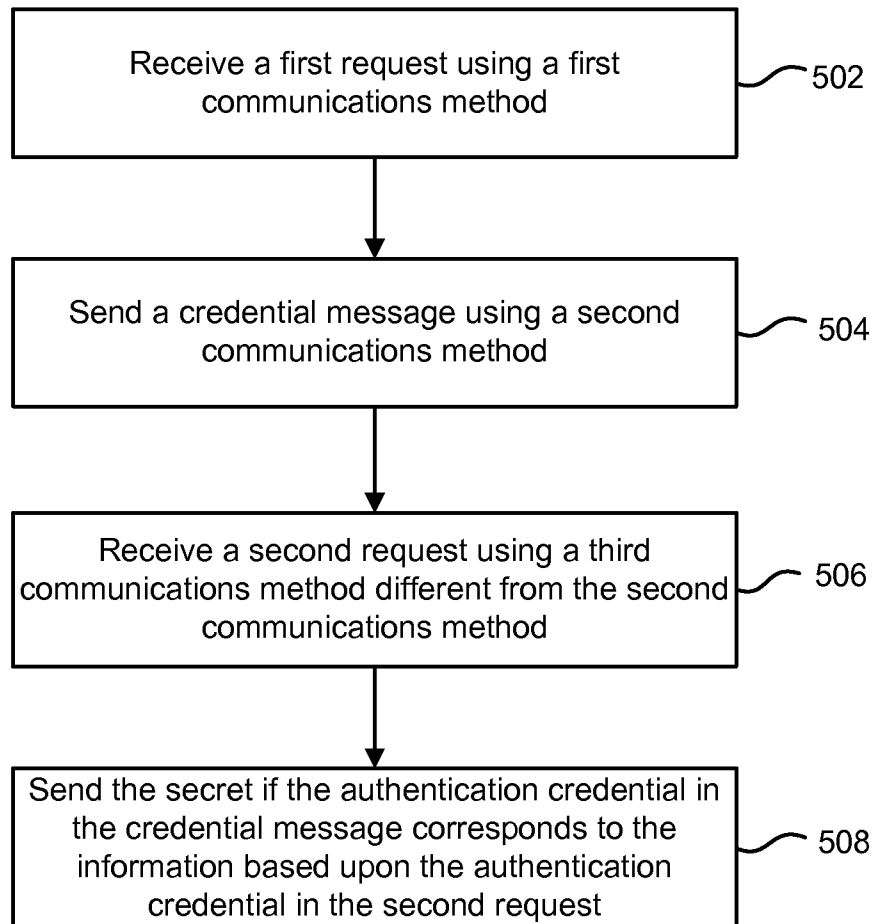 Receive a first request using a first
communications method
502
Send a credential message using a second
communications method
504
Receive a second request using a third
communications method different from the second
communications method
506
Send the secret if the authentication credential in
the credential message corresponds to the
information based upon the authentication
credential in the second request
508